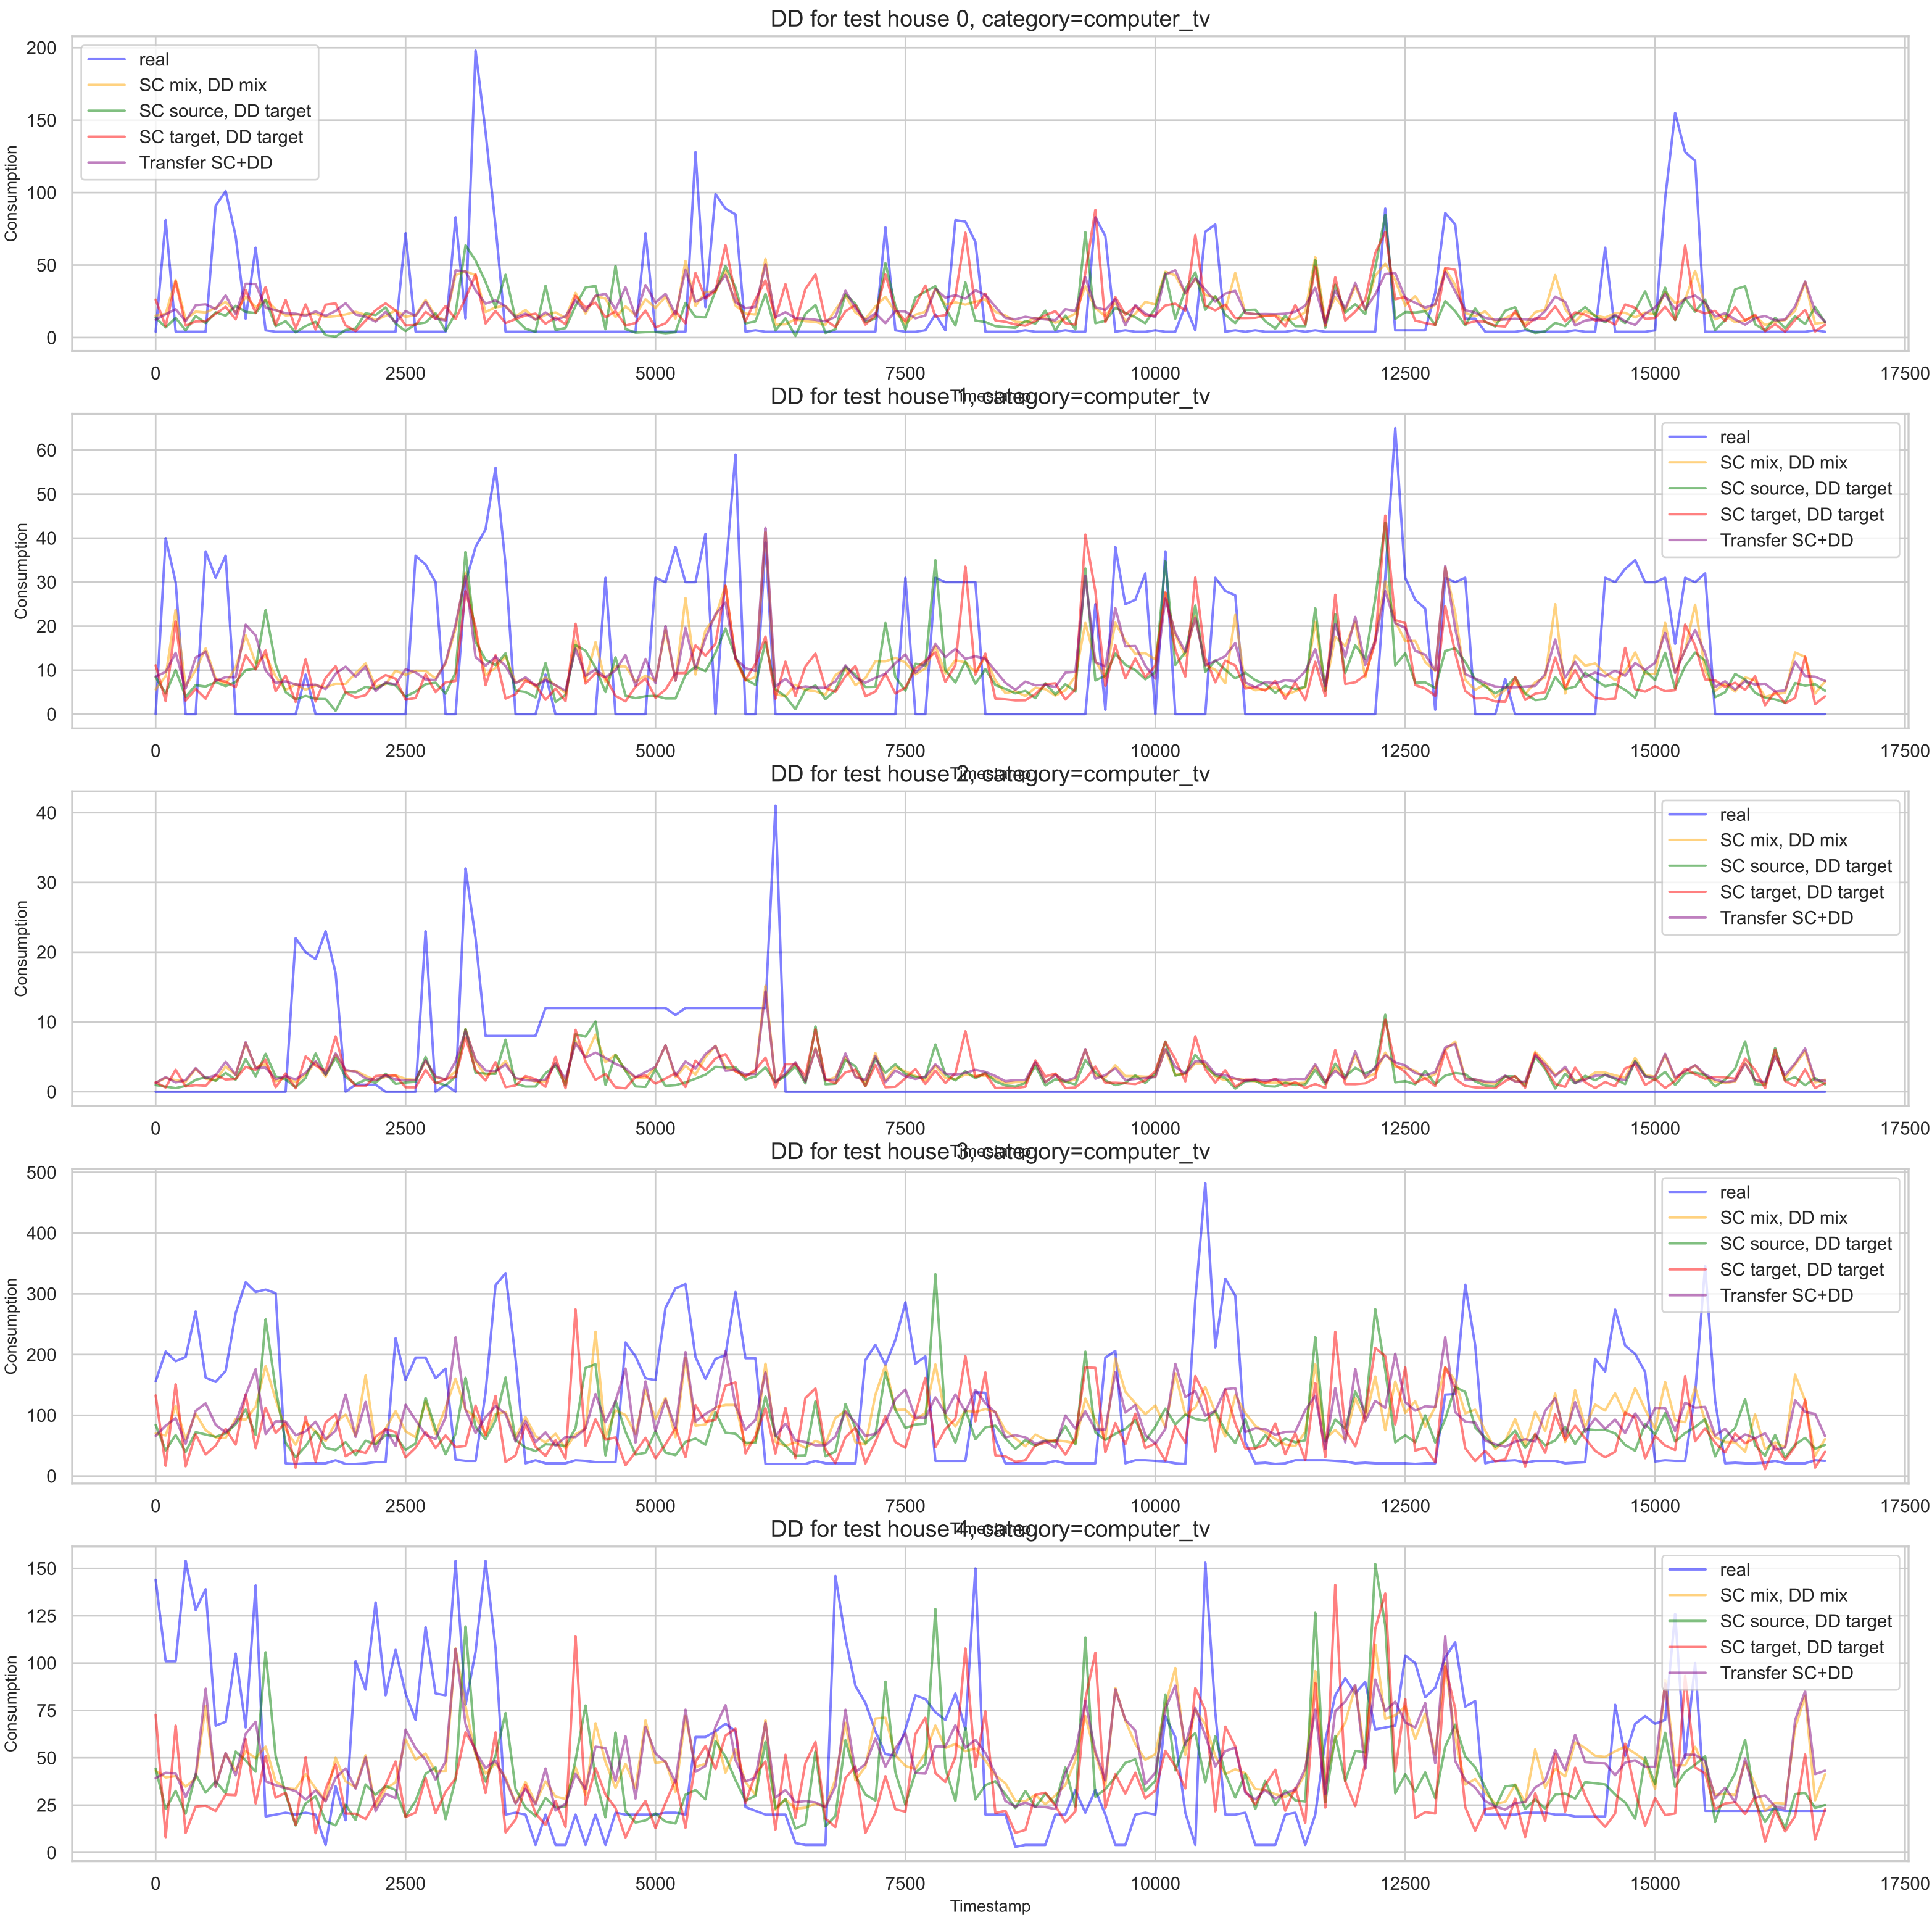 DD for test house 0, category=computer_tv
200
150
100
50
0
Consumption
real
SC mix, DD mix
SC source, DD target
SC target, DD target
Transfer SC+DD
0 2500 5000 7500 10000 12500 15000 17500
Timestamp
DD for test house 1, category=computer_tv
60
50
40
30
20
10
0
Consumption
real
SC mix, DD mix
SC source, DD target
SC target, DD target
Transfer SC+DD
0 2500 5000 7500 10000 12500 15000 17500
Timestamp
DD for test house 2, category=computer_tv
40
30
20
10
0
Consumption
real
SC mix, DD mix
SC source, DD target
SC target, DD target
Transfer SC+DD
0 2500 5000 7500 10000 12500 15000 17500
Timestamp
DD for test house 3, category=computer_tv
500
400
300
200
100
0
Consumption
real
SC mix, DD mix
SC source, DD target
SC target, DD target
Transfer SC+DD
0 2500 5000 7500 10000 12500 15000 17500
Timestamp
DD for test house 4, category=computer_tv
150
125
100
75
50
25
0
Consumption
real
SC mix, DD mix
SC source, DD target
SC target, DD target
Transfer SC+DD
0 2500 5000 7500 10000 12500 15000 17500
Timestamp